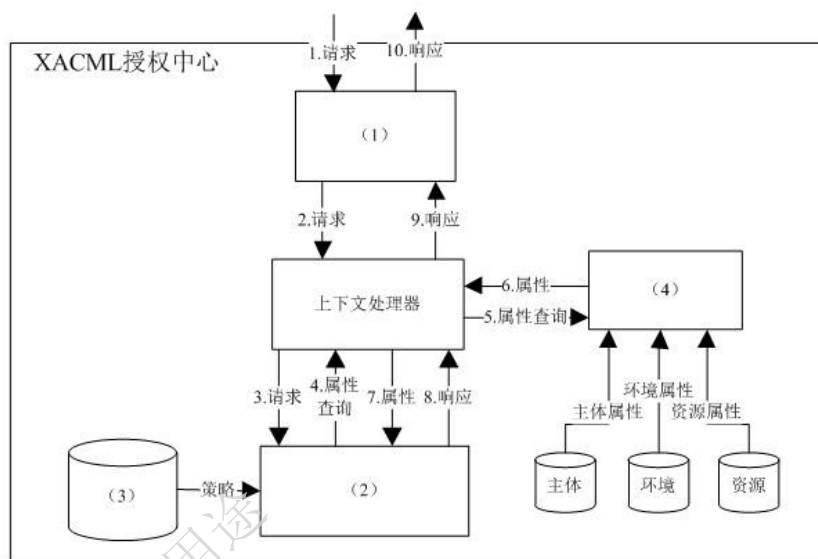 1.请求
10.响应
XACML授权中心
（1）
2.请求
9.响应
上下文处理器
6.属性
5.属性查询
（4）
3.请求
4.属性
查询
7.属性
8.响应
环境属性
主体属性
资源属性
（3）
策略
（2）
主体
环境
资源
用途